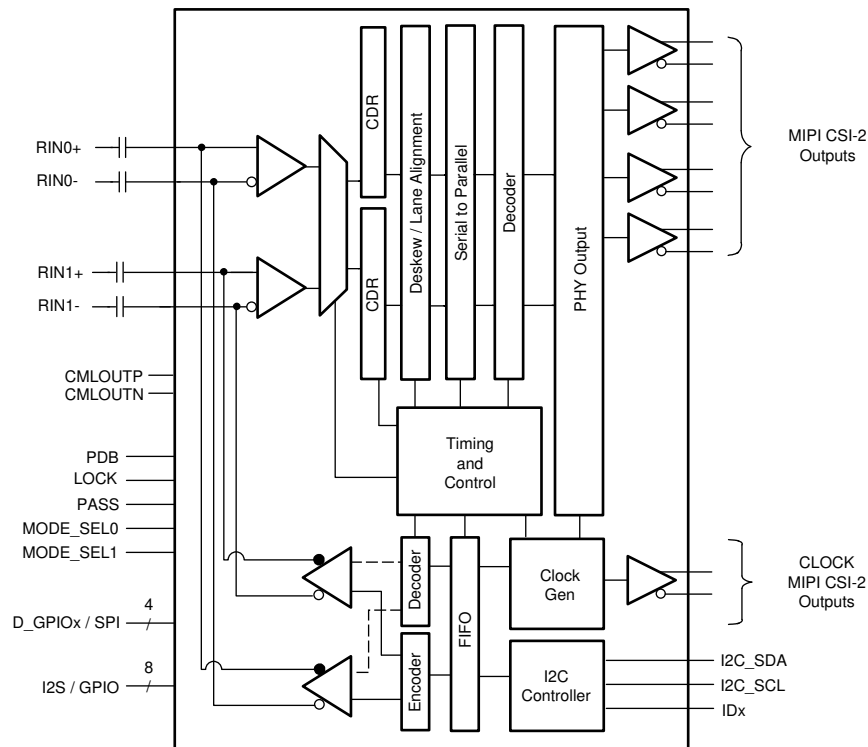 RIN0+
RIN0-
RIN1+
RIN1-
CMLOUTP
CMLOUTN
PDB
LOCK
PASS
MODE_SEL0
MODE_SEL1
4
D_GPIOx / SPI
8
I2S / GPIO
CDR
CDR
Deskew / Lane Alignment
Serial to Parallel
Decoder
PHY Output
Timing
and
Control
Decoder
Encoder
FIFO
Clock
Gen
I2C
Controller
MIPI CSI-2
Outputs
CLOCK
MIPI CSI-2
Outputs
I2C_SDA
I2C_SCL
IDx